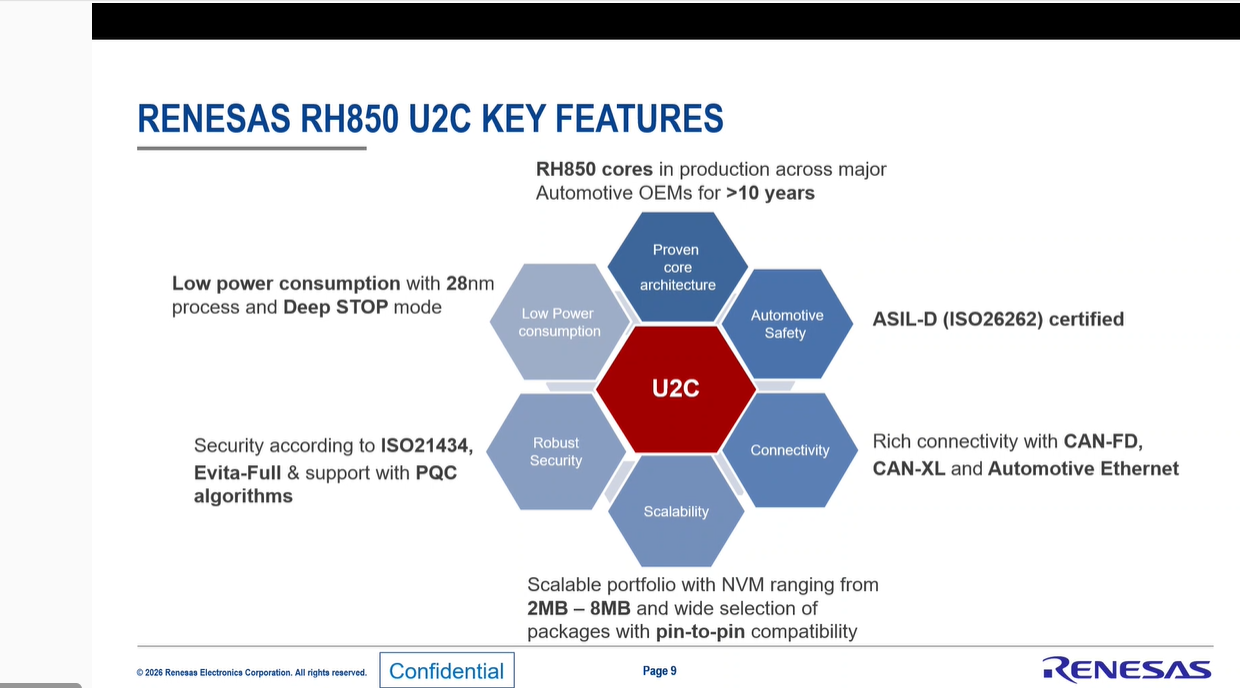 RENESAS RH850 U2C KEY FEATURES
RH850 cores in production across major
Automotive OEMs for >10 years
Proven
core
architecture
Low power consumption with 28nm
process and Deep STOP mode
Low Power
consumption
Automotive
Safety
ASIL-D (ISO26262) certified
U2C
Security according to ISO21434,
Evita-Full & support with PQC
algorithms
Robust
Security
Connectivity
Rich connectivity with CAN-FD,
CAN-XL and Automotive Ethernet
Scalability
Scalable portfolio with NVM ranging from
2MB – 8MB and wide selection of
packages with pin-to-pin compatibility
© 2026 Renesas Electronics Corporation. All rights reserved.
Confidential
Page 9
RENESAS